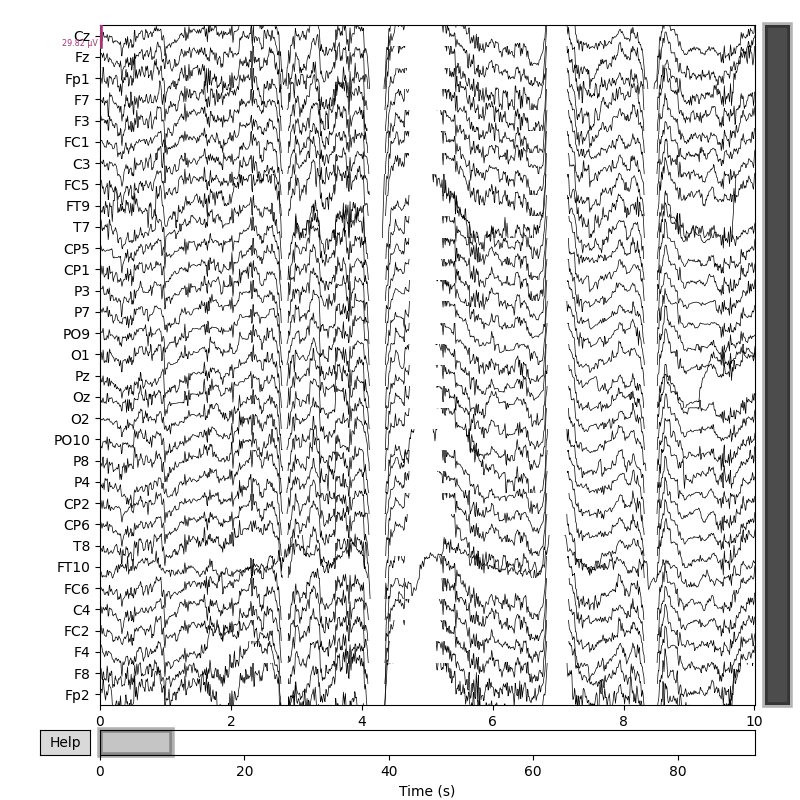 Cz
29.82 µV
Fz
Fp1
F7
F3
FC1
C3
FC5
FT9
T7
CP5
CP1
P3
P7
PO9
O1
Pz
Oz
O2
PO10
P8
P4
CP2
CP6
T8
FT10
FC6
C4
FC2
F4
F8
Fp2
0 2 4 6 8 10
Help
0 20 40 60 80
Time (s)